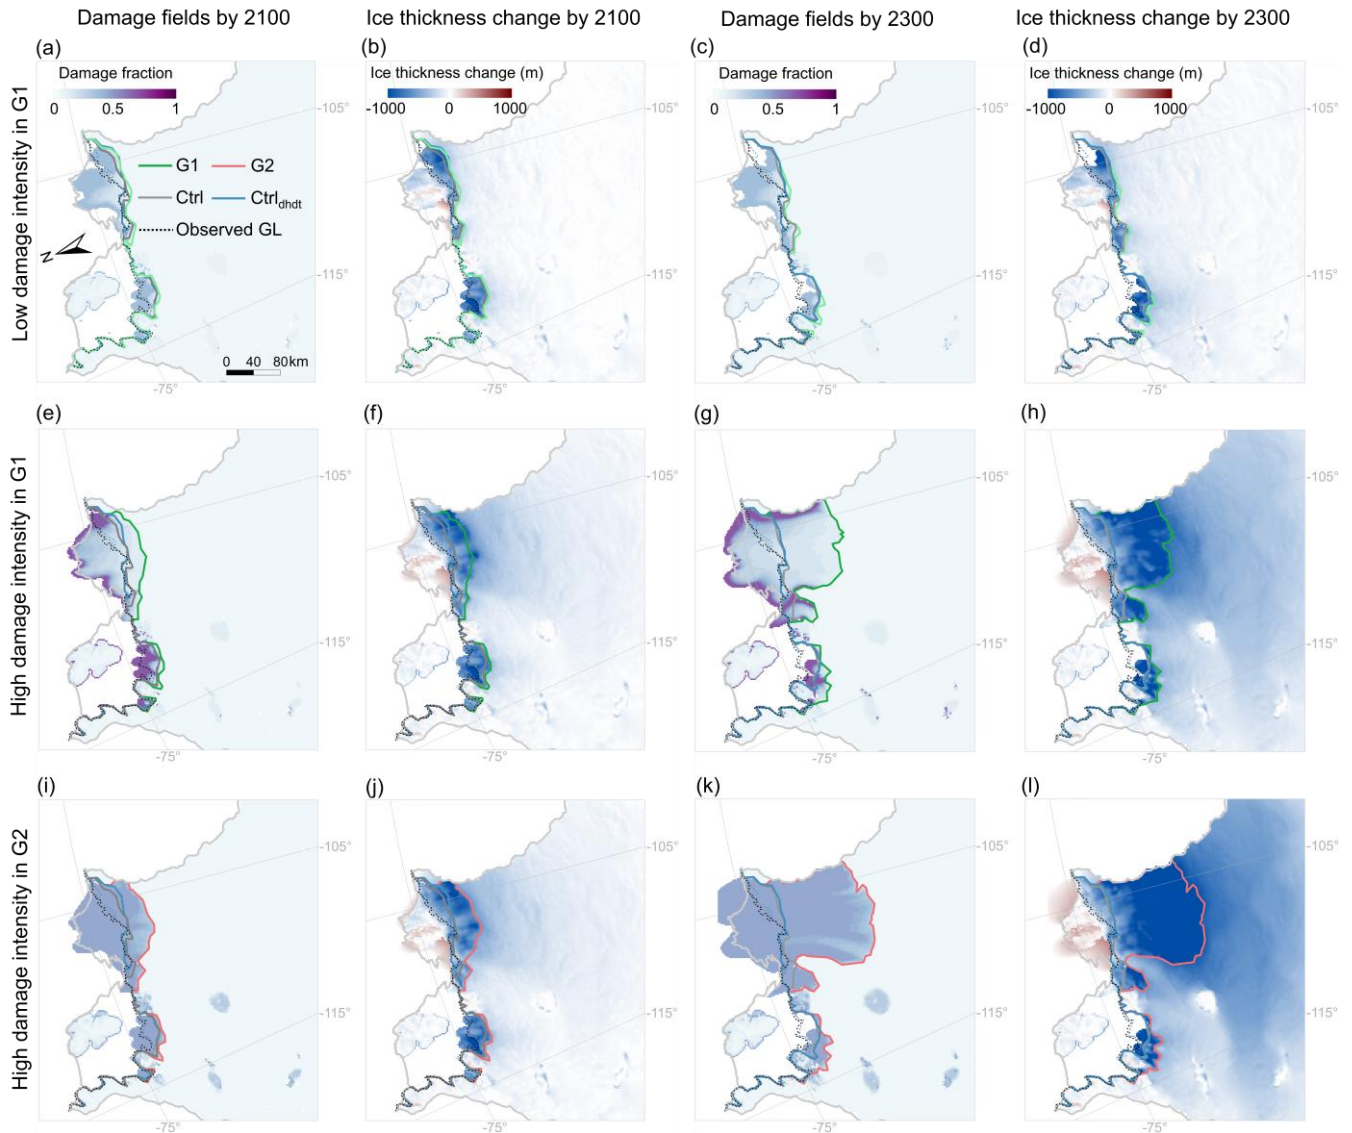 Damage fields by 2100
Ice thickness change by 2100
Damage fields by 2300
Ice thickness change by 2300
Low damage intensity in G1
(a)
Damage fraction
0 0.5 1
G1 G2
Ctrl Ctrl_dhdt
Observed GL
N
0 40 80km
-105°
-115°
-75°
(b)
Ice thickness change (m)
-1000 0 1000
-105°
-115°
-75°
(c)
Damage fraction
0 0.5 1
-105°
-115°
-75°
(d)
Ice thickness change (m)
-1000 0 1000
-105°
-115°
-75°
High damage intensity in G1
(e)
-105°
-115°
-75°
(f)
-105°
-115°
-75°
(g)
-105°
-115°
-75°
(h)
-105°
-115°
-75°
High damage intensity in G2
(i)
-105°
-115°
-75°
(j)
-105°
-115°
-75°
(k)
-105°
-115°
-75°
(l)
-105°
-115°
-75°